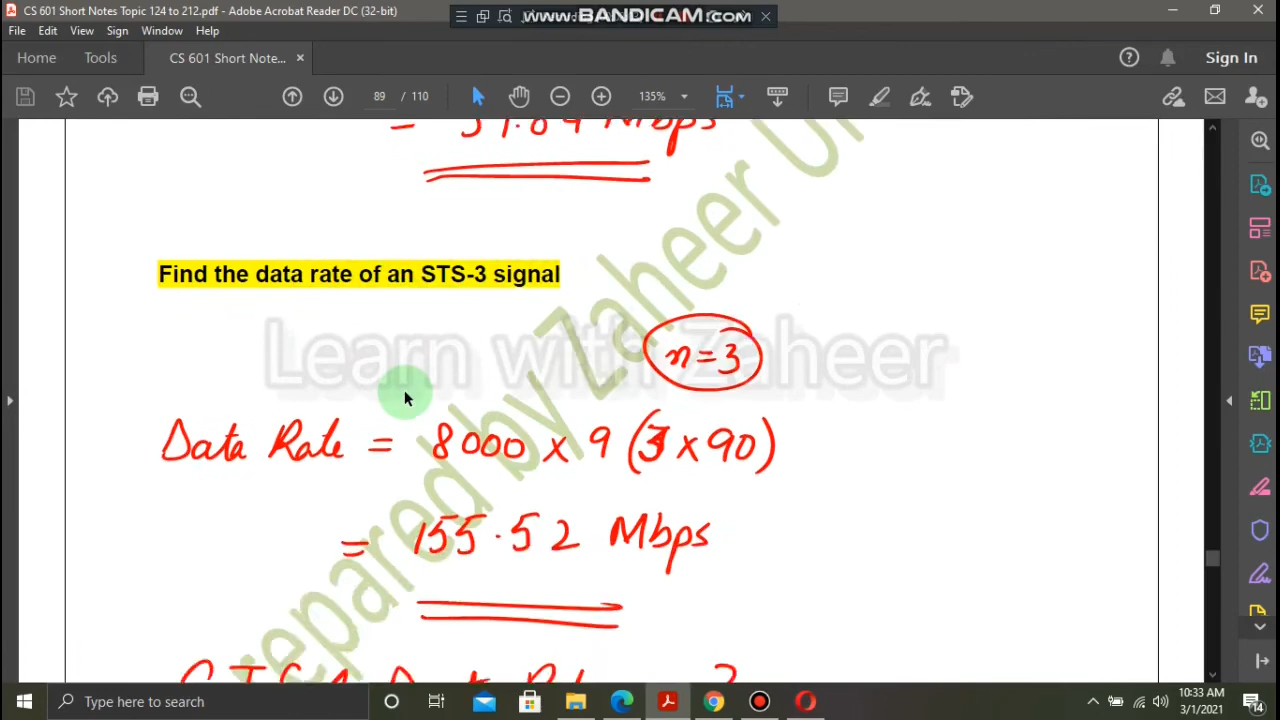 CS 601 Short Notes Topic 124 to 212.pdf - Adobe Acrobat Reader DC (32-bit)
www.BANDICAM.com
File Edit View Sign Window Help
Home Tools CS 601 Short Note... × Sign In
89 / 110 135%
Mbps
Find the data rate of an STS-3 signal
n=3
Learn with Zaheer
Prepared by Zaheer
Data Rate = 8000 x 9 (3 x 90)
= 155.52 Mbps
Type here to search
10:33 AM
3/1/2021
14